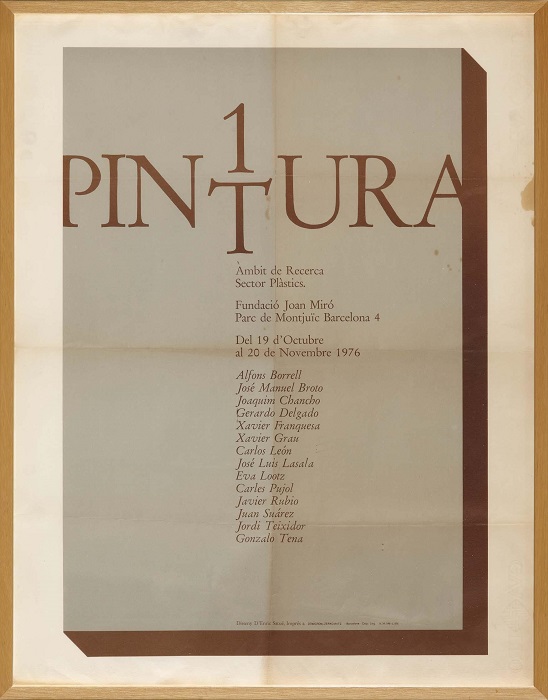 1
PINTURA
Àmbit de Recerca
Sector Plàstics.
Fundació Joan Miró
Parc de Montjuïc Barcelona 4
Del 19 d'Octubre
al 20 de Novembre 1976
Alfons Borrell
José Manuel Broto
Joaquim Chancho
Gerardo Delgado
Xavier Franquesa
Xavier Grau
Carlos León
José Luis Lasala
Eva Lootz
Carles Pujol
Javier Rubio
Juan Suárez
Jordi Teixidor
Gonzalo Tena
Disseny